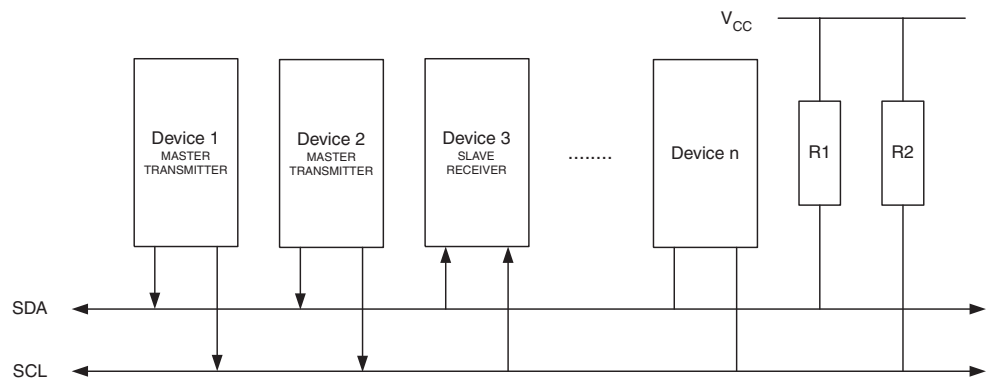 VCC
Device 1
MASTER
TRANSMITTER
Device 2
MASTER
TRANSMITTER
Device 3
SLAVE
RECEIVER
........
Device n
R1
R2
SDA
SCL